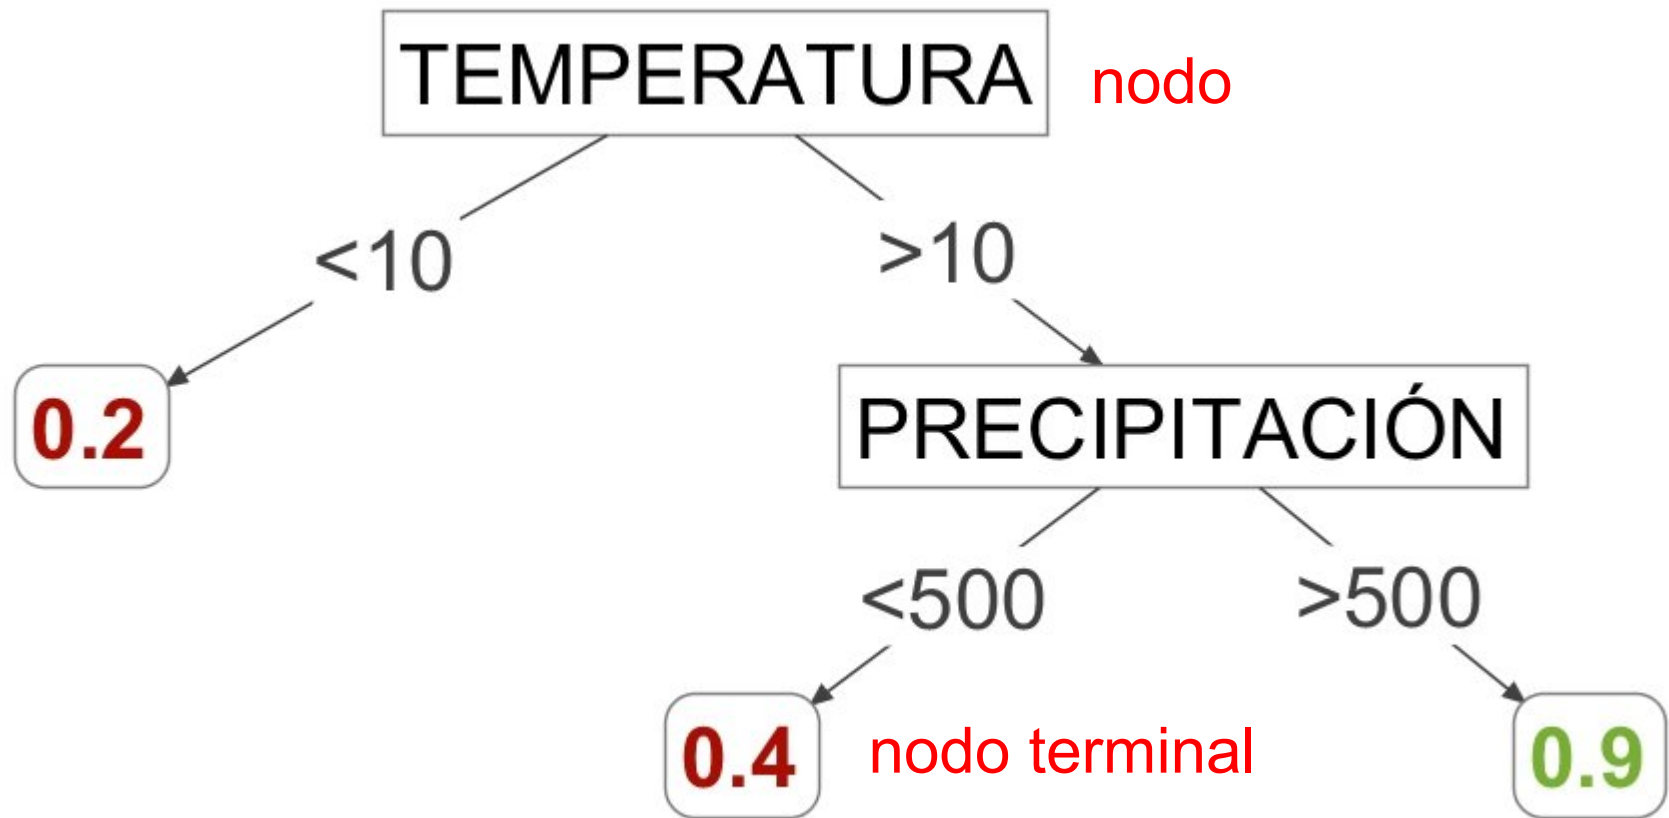 TEMPERATURA
nodo
<10
>10
0.2
PRECIPITACIÓN
<500
>500
0.4
nodo terminal
0.9